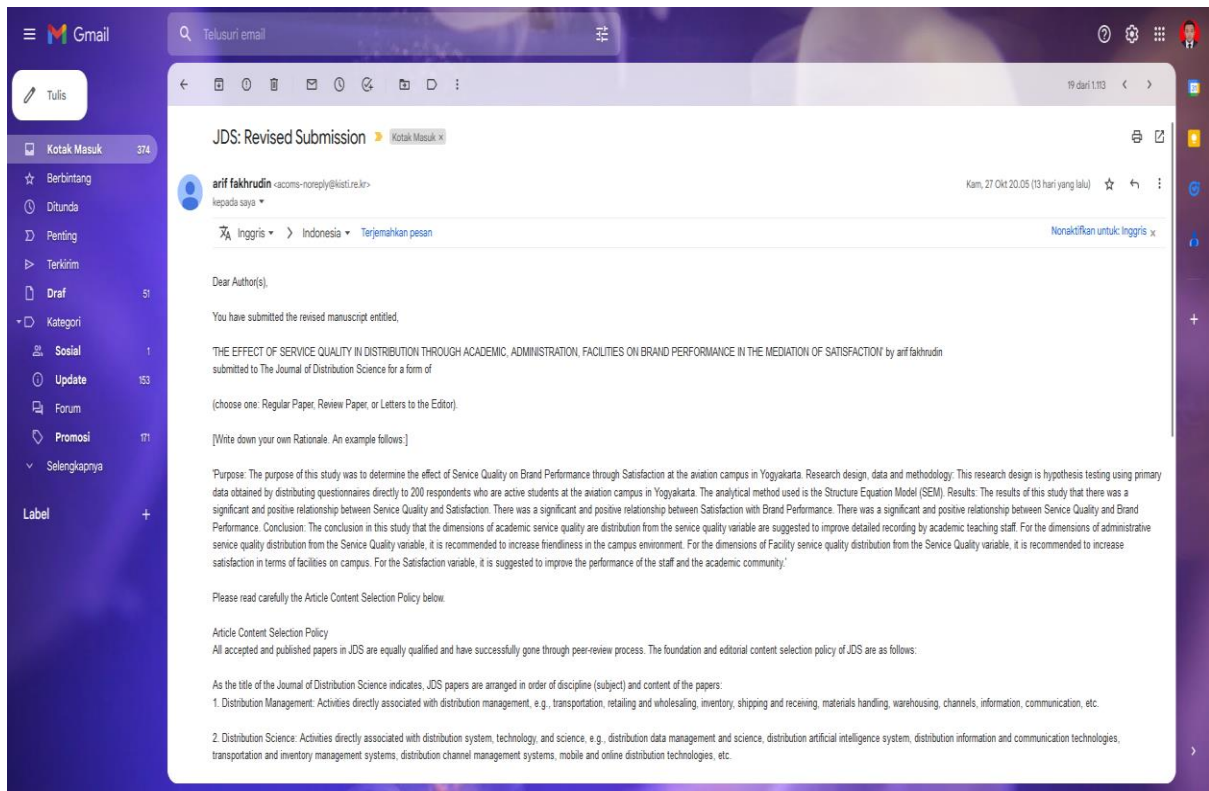 Gmail
Telusuri email
Tulis
19 dari 1.113
Kotak Masuk 374
Berbintang
Ditunda
Penting
Terkirim
Draf 51
Kategori
Sosial 1
Update 153
Forum
Promosi 171
Selengkapnya
Label +
JDS: Revised Submission Kotak Masuk ×
arif fakhrudin <acoms-noreply@kisti.re.kr>
Kam, 27 Okt 20.05 (13 hari yang lalu)
kepada saya
Inggris > Indonesia Terjemahkan pesan
Nonaktifkan untuk: Inggris x
Dear Author(s),
You have submitted the revised manuscript entitled,
'THE EFFECT OF SERVICE QUALITY IN DISTRIBUTION THROUGH ACADEMIC, ADMINISTRATION, FACILITIES ON BRAND PERFORMANCE IN THE MEDIATION OF SATISFACTION' by arif fakhrudin
submitted to The Journal of Distribution Science for a form of
(choose one: Regular Paper, Review Paper, or Letters to the Editor).
[Write down your own Rationale. An example follows:]
'Purpose: The purpose of this study was to determine the effect of Service Quality on Brand Performance through Satisfaction at the aviation campus in Yogyakarta. Research design, data and methodology: This research design is hypothesis testing using primary
data obtained by distributing questionnaires directly to 200 respondents who are active students at the aviation campus in Yogyakarta. The analytical method used is the Structure Equation Model (SEM). Results: The results of this study that there was a
significant and positive relationship between Service Quality and Satisfaction. There was a significant and positive relationship between Satisfaction with Brand Performance. There was a significant and positive relationship between Service Quality and Brand
Performance. Conclusion: The conclusion in this study that the dimensions of academic service quality are distribution from the service quality variable are suggested to improve detailed recording by academic teaching staff. For the dimensions of administrative
service quality distribution from the Service Quality variable, it is recommended to increase friendliness in the campus environment. For the dimensions of Facility service quality distribution from the Service Quality variable, it is recommended to increase
satisfaction in terms of facilities on campus. For the Satisfaction variable, it is suggested to improve the performance of the staff and the academic community.'
Please read carefully the Article Content Selection Policy below.
Article Content Selection Policy
All accepted and published papers in JDS are equally qualified and have successfully gone through peer-review process. The foundation and editorial content selection policy of JDS are as follows:
As the title of the Journal of Distribution Science indicates, JDS papers are arranged in order of discipline (subject) and content of the papers:
1. Distribution Management: Activities directly associated with distribution management, e.g., transportation, retailing and wholesaling, inventory, shipping and receiving, materials handling, warehousing, channels, information, communication, etc.
2. Distribution Science: Activities directly associated with distribution system, technology, and science, e.g., distribution data management and science, distribution artificial intelligence system, distribution information and communication technologies,
transportation and inventory management systems, distribution channel management systems, mobile and online distribution technologies, etc.